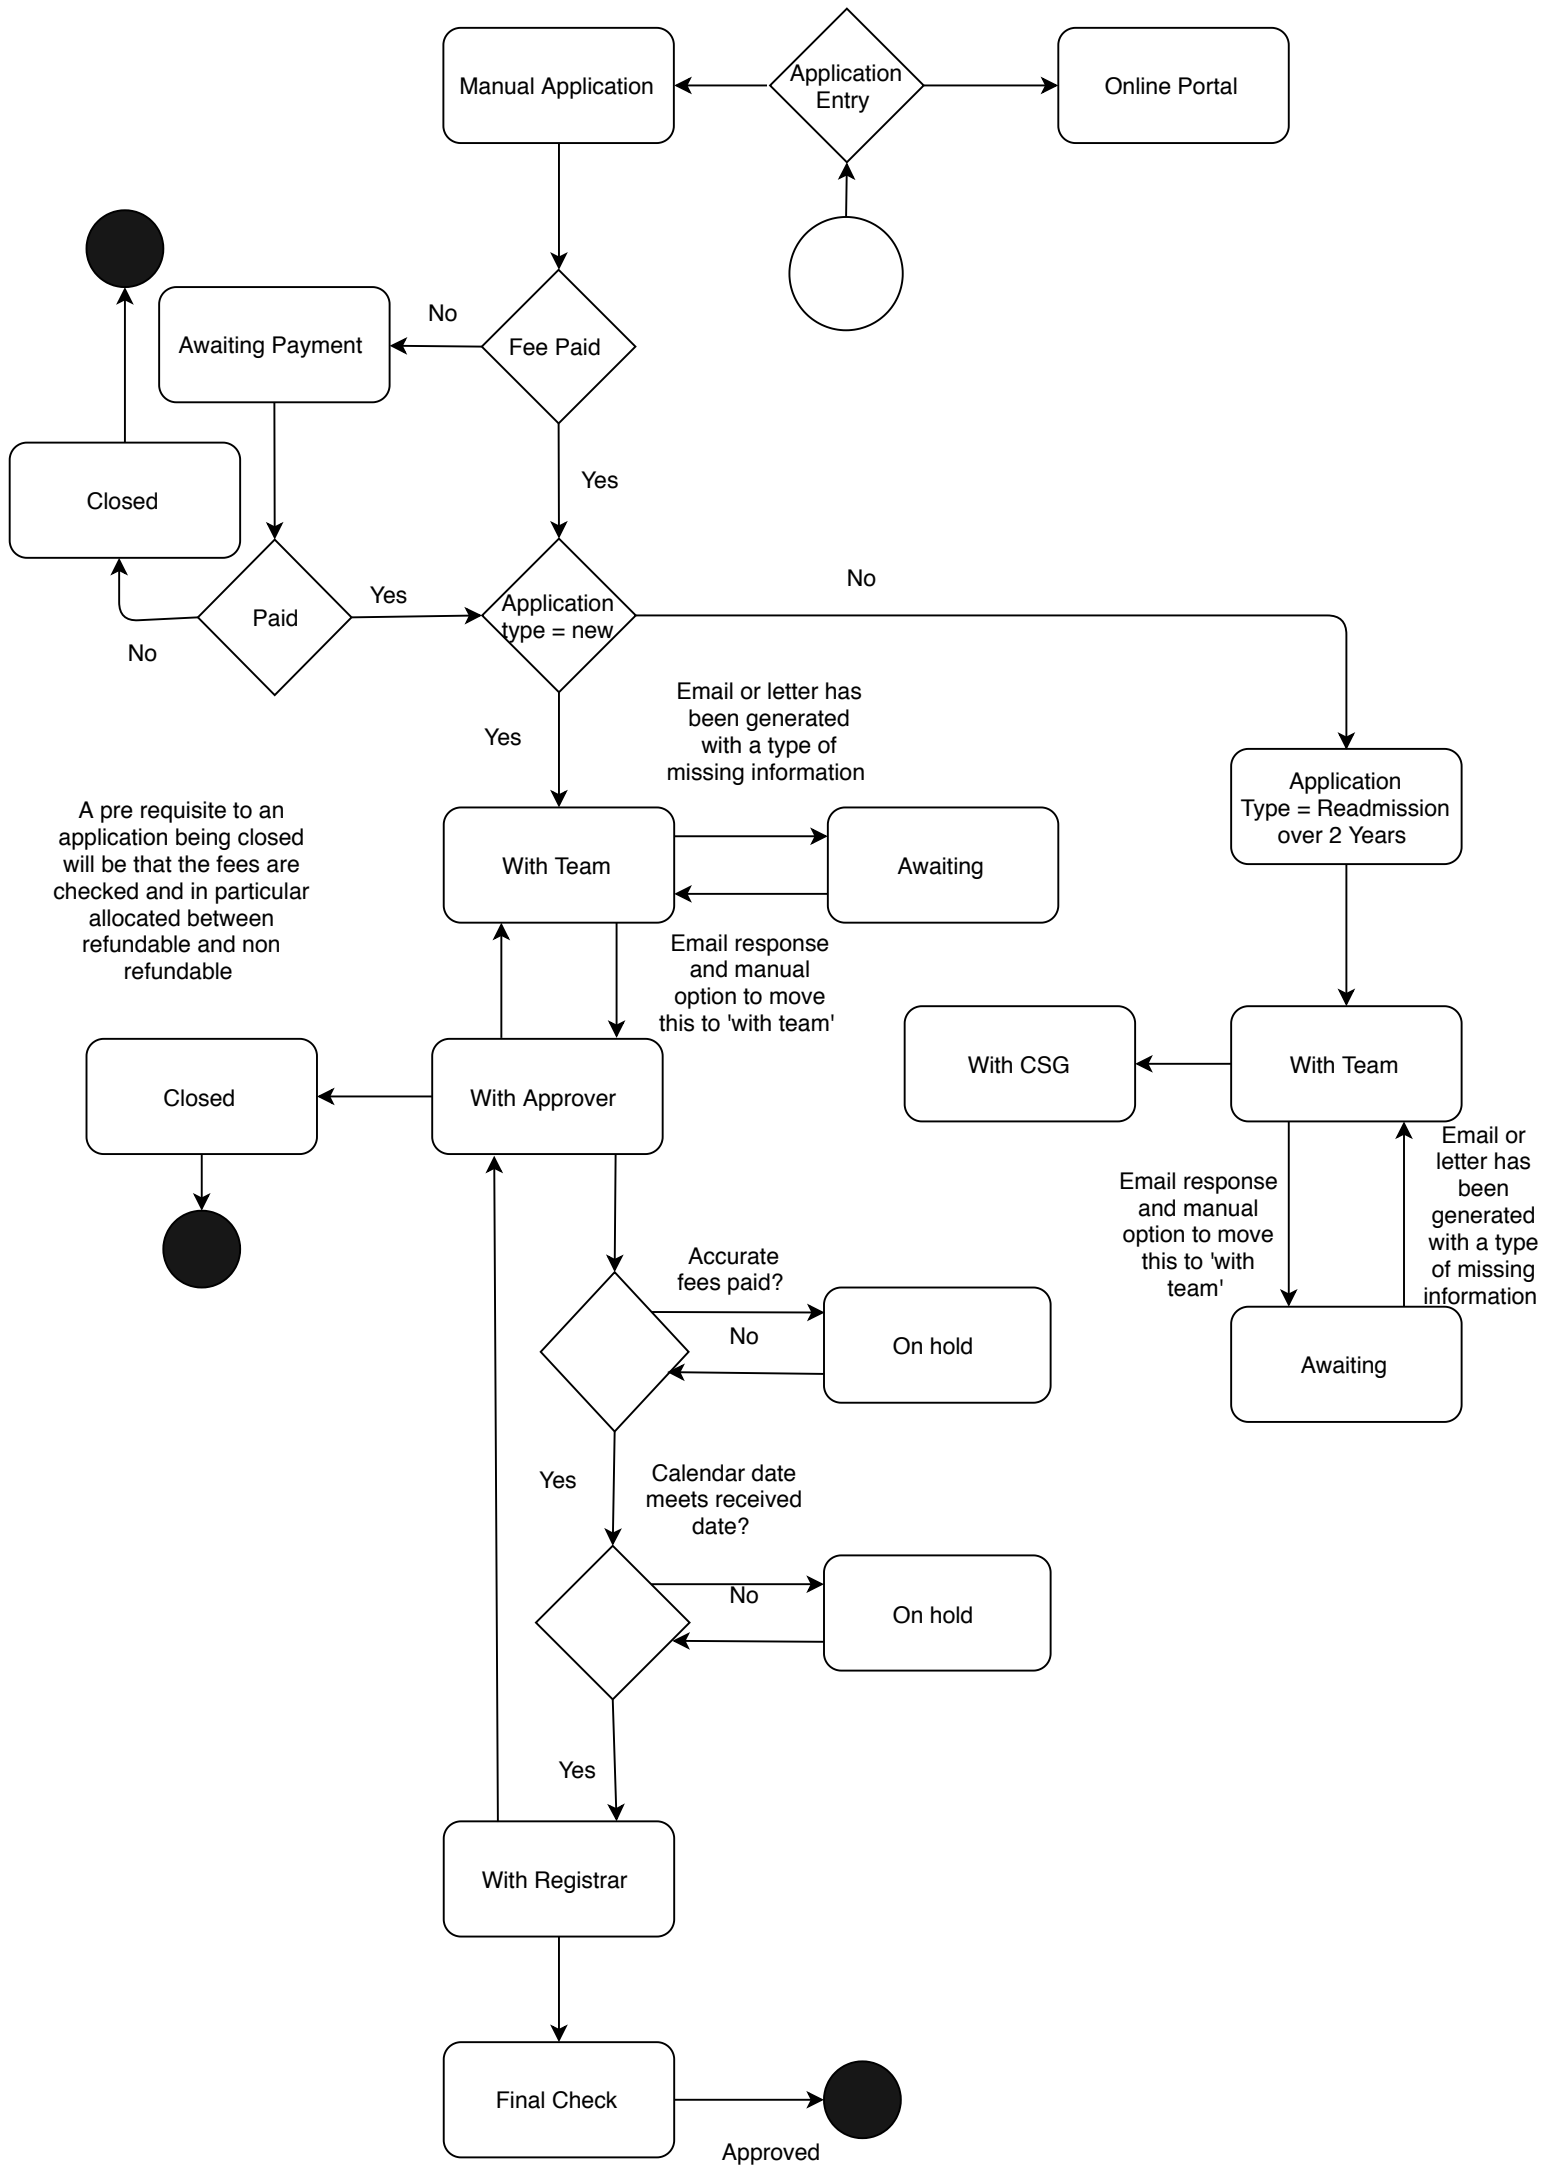 Manual Application
Application
Entry
Online Portal
No
Awaiting Payment
Fee Paid
Closed
Yes
Paid
Yes
No
Application
type = new
No
Yes
Email or letter has
been generated
with a type of
missing information
Application
Type = Readmission
over 2 Years
A pre requisite to an
application being closed
will be that the fees are
checked and in particular
allocated between
refundable and non
refundable
With Team
Awaiting
Email response
and manual
option to move
this to 'with team'
With CSG
With Team
Closed
With Approver
Email response
and manual
option to move
this to 'with
team'
Email or
letter has
been
generated
with a type
of missing
information
Accurate
fees paid?
No
On hold
Awaiting
Yes
Calendar date
meets received
date?
No
On hold
Yes
With Registrar
Final Check
Approved